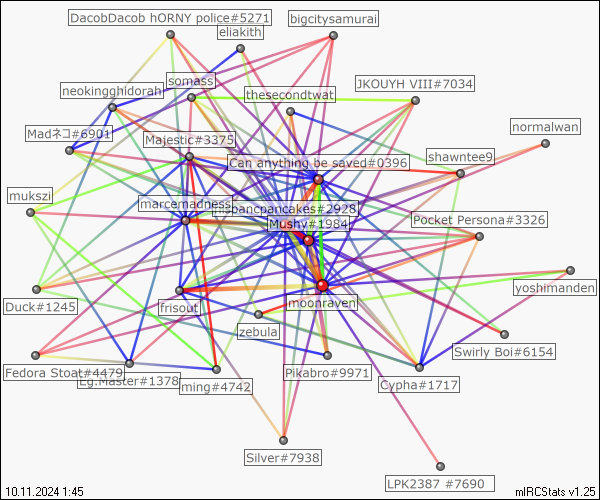 DacobDacob hORNY police#5271
bigcitysamurai
eliakith
somass
JKOUYH VIII#7034
neokingghidorah
thesecondtwat
normalwan
Madネコ#6901
Majestic#3375
Can anything be saved#0396
shawntee9
mukszi
marcemadness
pancpancakes#2928
Mushy#1984
Pocket Persona#3326
yoshimanden
Duck#1245
frisout
moonraven
zebula
Swirly Boi#6154
Fedora Stoat#4479
Eg.Master#1378
ming#4742
Pikabro#9971
Cypha#1717
Silver#7938
LPK2387 #7690
10.11.2024 1:45
mIRCStats v1.25